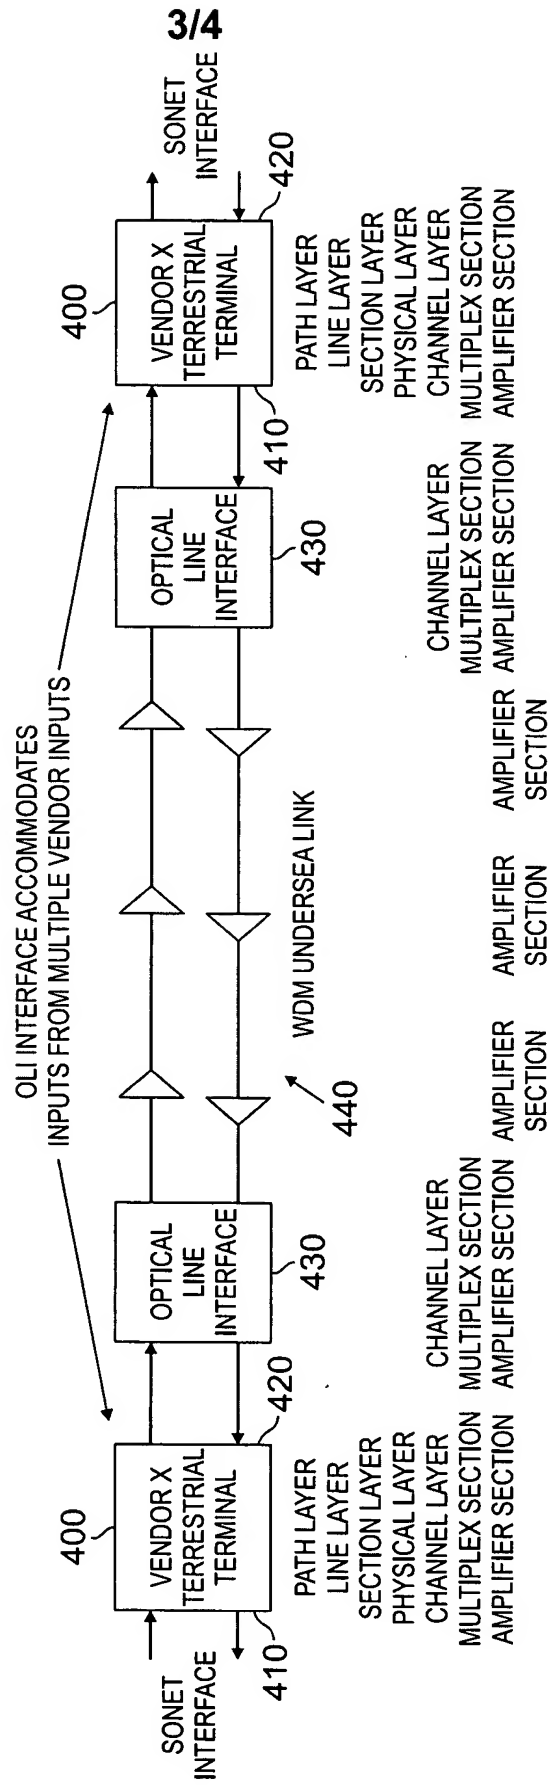 3/4
OLI INTERFACE ACCOMMODATES
INPUTS FROM MULTIPLE VENDOR INPUTS
SONET
INTERFACE
400
VENDOR X
TERRESTRIAL
TERMINAL
410
420
OPTICAL
LINE
INTERFACE
430
440
WDM UNDERSEA LINK
OPTICAL
LINE
INTERFACE
430
400
VENDOR X
TERRESTRIAL
TERMINAL
410
420
SONET
INTERFACE
PATH LAYER
LINE LAYER
SECTION LAYER
PHYSICAL LAYER
CHANNEL LAYER
MULTIPLEX SECTION
AMPLIFIER SECTION
CHANNEL LAYER
MULTIPLEX SECTION
AMPLIFIER SECTION
AMPLIFIER
SECTION
AMPLIFIER
SECTION
AMPLIFIER
SECTION
CHANNEL LAYER
MULTIPLEX SECTION
AMPLIFIER SECTION
PATH LAYER
LINE LAYER
SECTION LAYER
PHYSICAL LAYER
CHANNEL LAYER
MULTIPLEX SECTION
AMPLIFIER SECTION